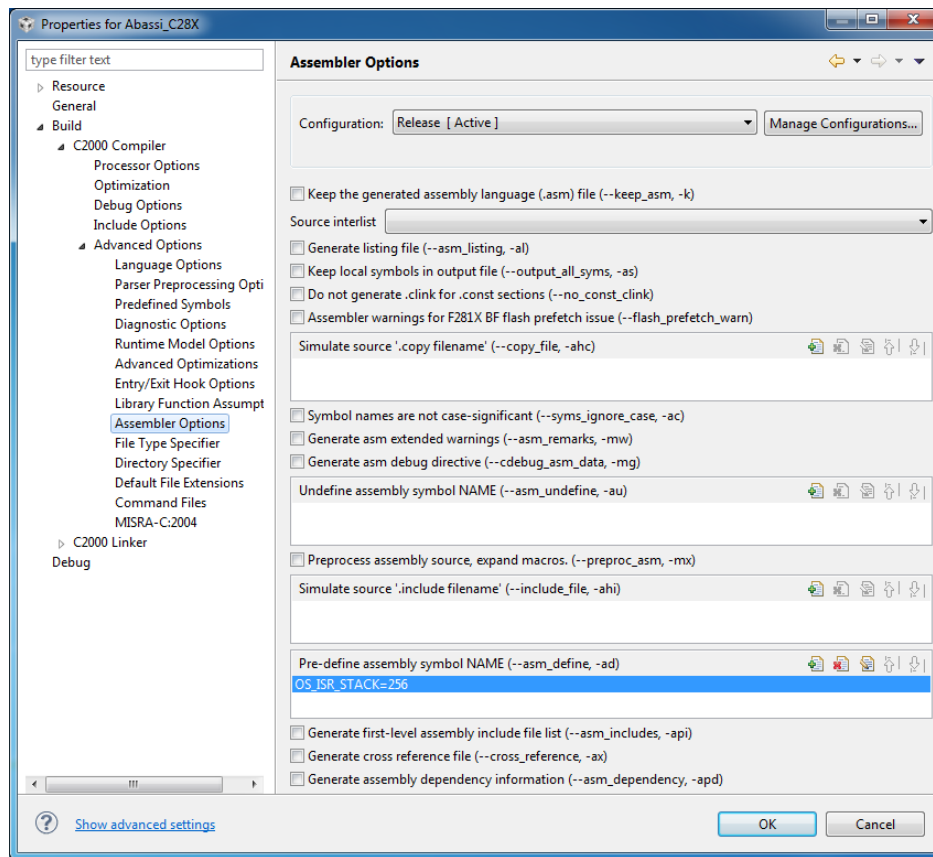 Properties for Abassi_C28X
type filter text
Resource
General
Build
C2000 Compiler
Processor Options
Optimization
Debug Options
Include Options
Advanced Options
Language Options
Parser Preprocessing Opti
Predefined Symbols
Diagnostic Options
Runtime Model Options
Advanced Optimizations
Entry/Exit Hook Options
Library Function Assumpt
Assembler Options
File Type Specifier
Directory Specifier
Default File Extensions
Command Files
MISRA-C:2004
C2000 Linker
Debug
Assembler Options
Configuration: Release [ Active ] Manage Configurations...
Keep the generated assembly language (.asm) file (--keep_asm, -k)
Source interlist
Generate listing file (--asm_listing, -al)
Keep local symbols in output file (--output_all_syms, -as)
Do not generate .clink for .const sections (--no_const_clink)
Assembler warnings for F281X BF flash prefetch issue (--flash_prefetch_warn)
Simulate source '.copy filename' (--copy_file, -ahc)
Symbol names are not case-significant (--syms_ignore_case, -ac)
Generate asm extended warnings (--asm_remarks, -mw)
Generate asm debug directive (--cdebug_asm_data, -mg)
Undefine assembly symbol NAME (--asm_undefine, -au)
Preprocess assembly source, expand macros. (--preproc_asm, -mx)
Simulate source '.include filename' (--include_file, -ahi)
Pre-define assembly symbol NAME (--asm_define, -ad)
OS_ISR_STACK=256
Generate first-level assembly include file list (--asm_includes, -api)
Generate cross reference file (--cross_reference, -ax)
Generate assembly dependency information (--asm_dependency, -apd)
Show advanced settings
OK Cancel